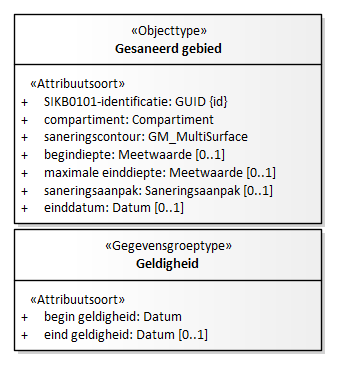 «Objecttype»
Gesaneerd gebied
«Attribuutsoort»
+ SIKB0101-identificatie: GUID {id}
+ compartiment: Compartiment
+ saneringscontour: GM_MultiSurface
+ begindiepte: Meetwaarde [0..1]
+ maximale einddiepte: Meetwaarde [0..1]
+ saneringsaanpak: Saneringsaanpak [0..1]
+ einddatum: Datum [0..1]
«Gegevensgroeptype»
Geldigheid
«Attribuutsoort»
+ begin geldigheid: Datum
+ eind geldigheid: Datum [0..1]